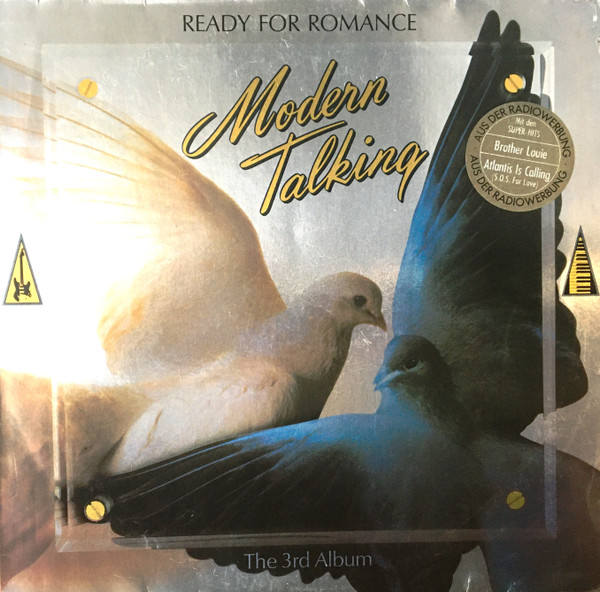 READY FOR ROMANCE
Modern
Talking
AUS DER RADIOWERBUNG
Mit den
SUPER-HITS
Brother Louie
Atlantis Is Calling
(S.O.S. For Love)
AUS DER RADIOWERBUNG
The 3rd Album